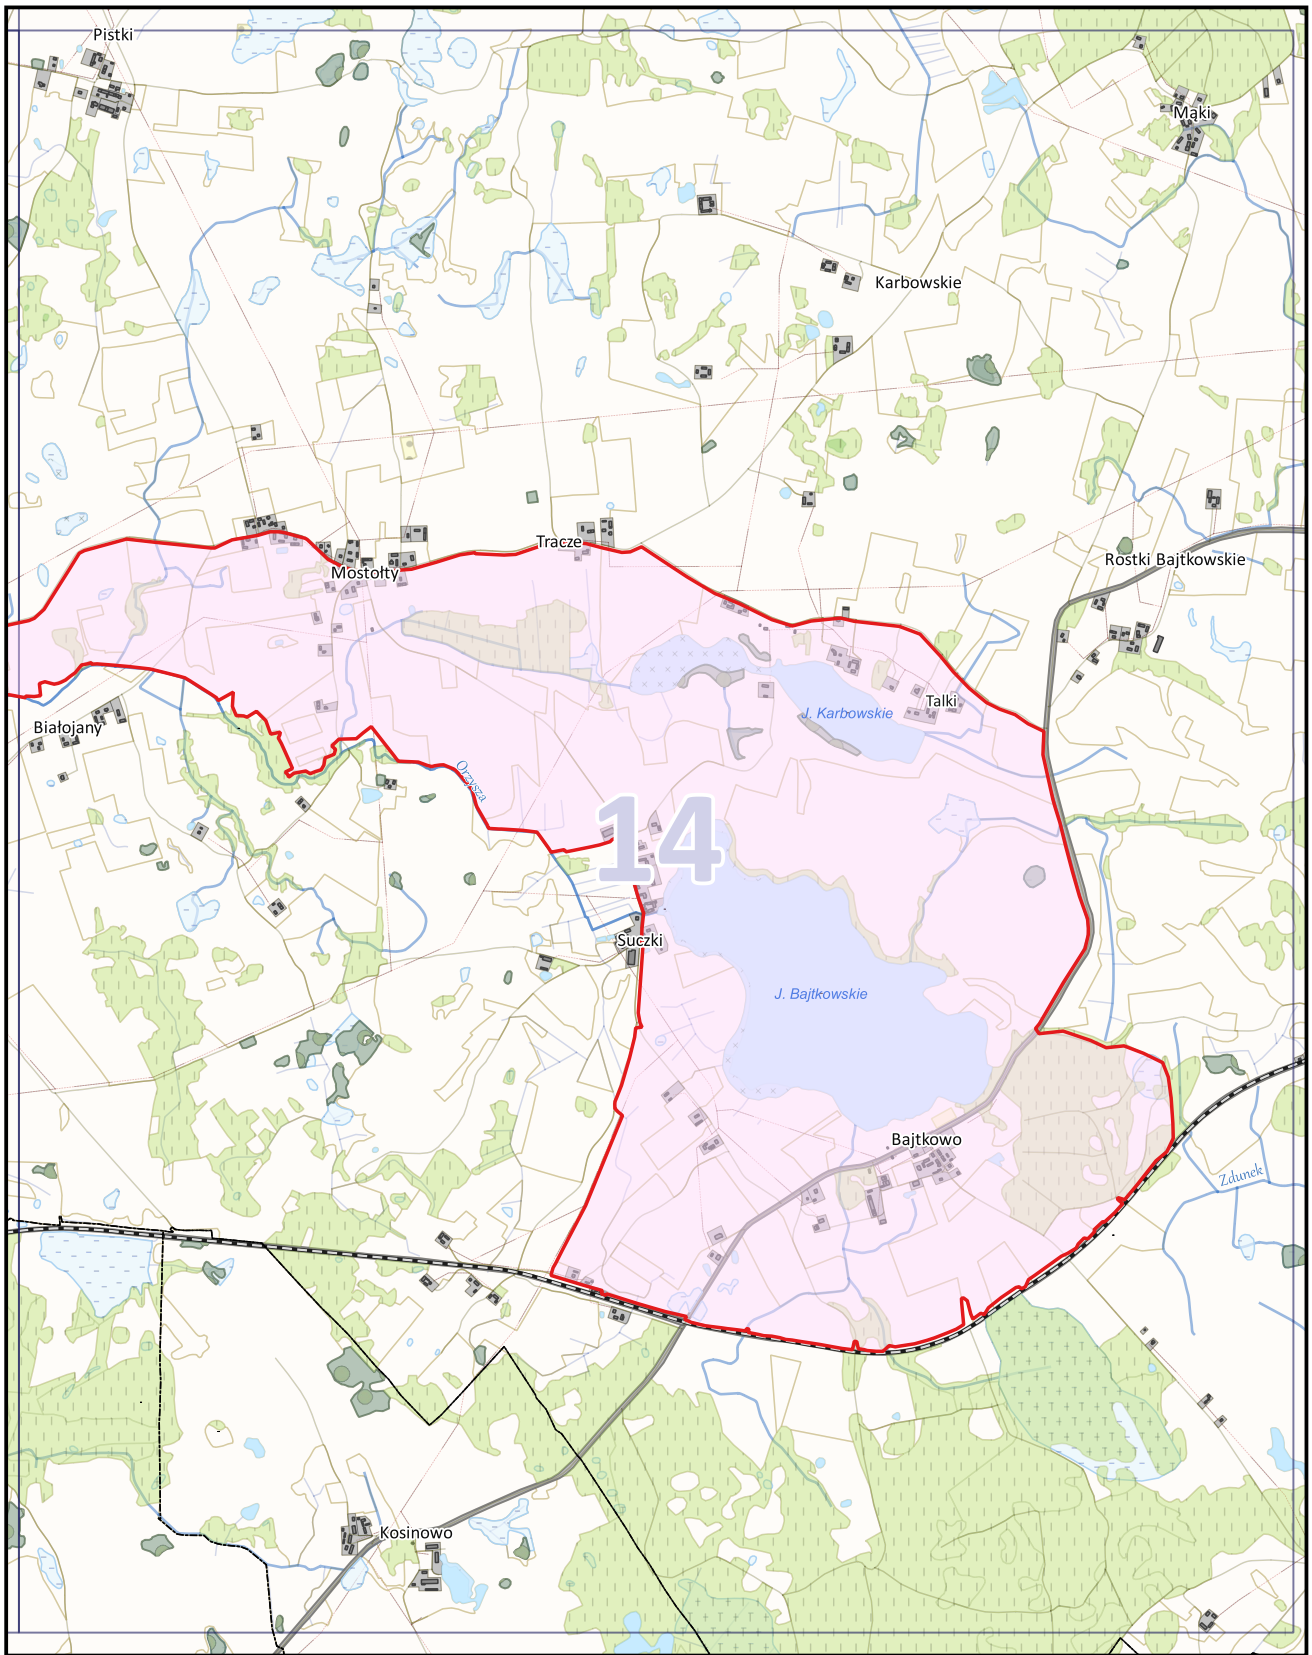 Pistki
Mąki
Karbowskie
Tracze
Rostki Bajtkowskie
Mostołty
Talki
J. Karbowskie
Białojany
Orzysza
14
Suczki
J. Bajtkowskie
Bajtkowo
Zdunek
Kosinowo